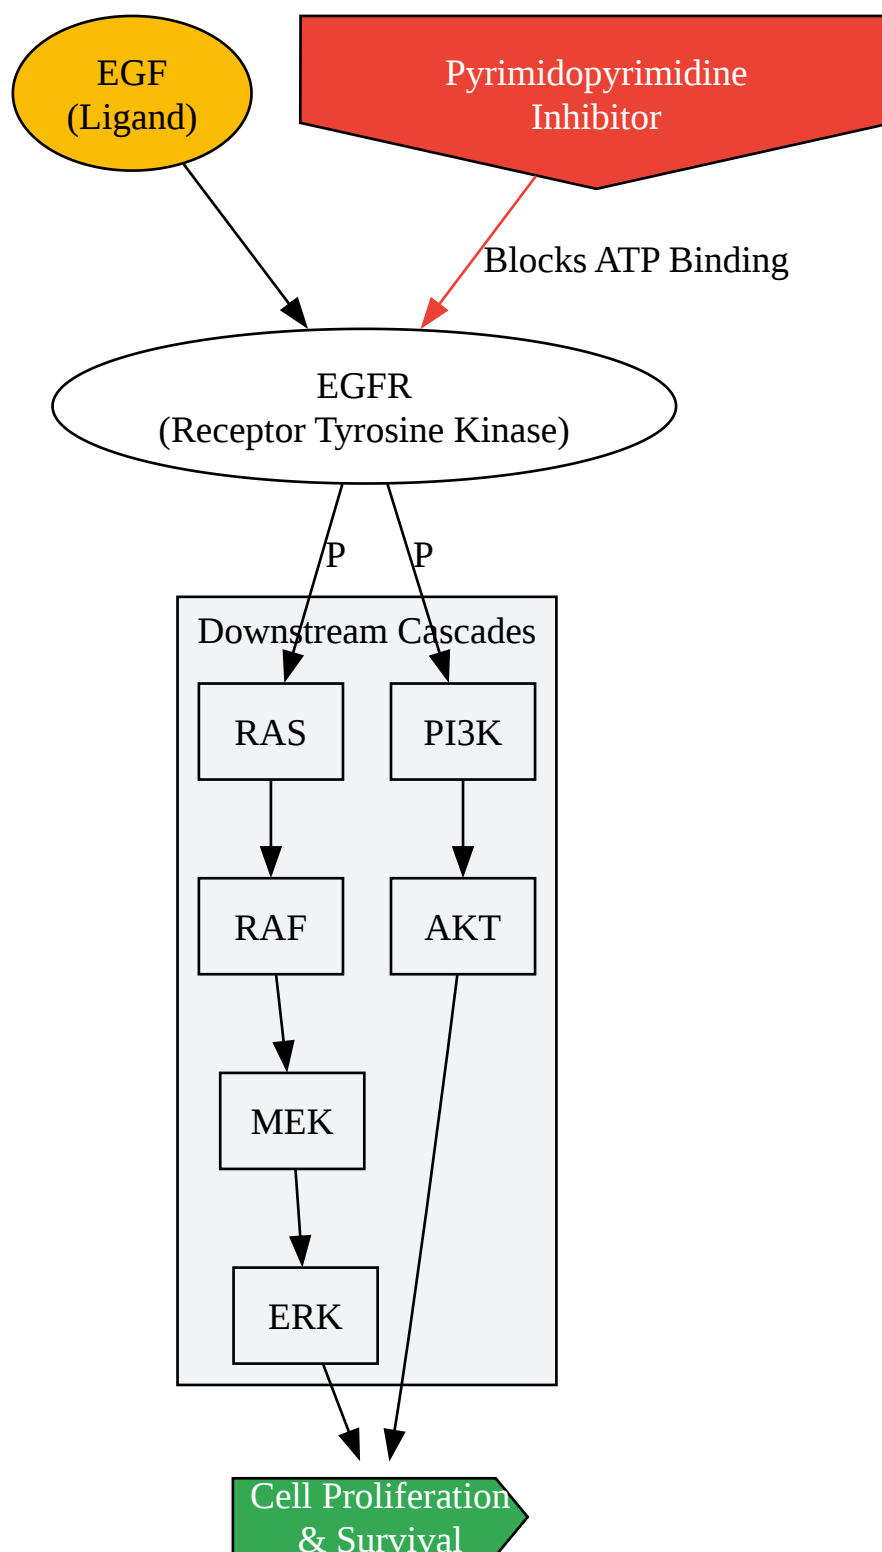 EGF
(Ligand)
Pyrimidopyrimidine
Inhibitor
Blocks ATP Binding
EGFR
(Receptor Tyrosine Kinase)
P
P
Downstream Cascades
RAS
PI3K
RAF
AKT
MEK
ERK
Cell Proliferation
& Survival